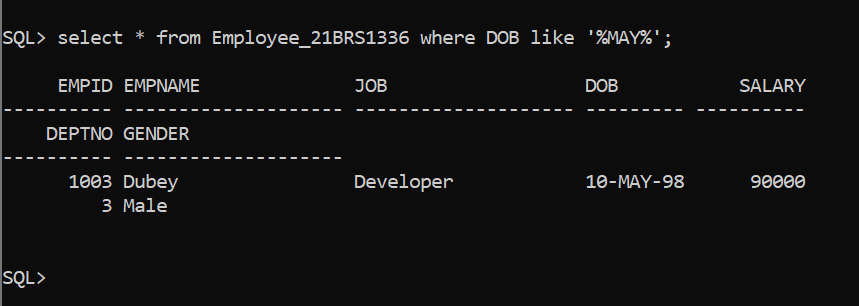 SQL> select * from Employee_21BRS1336 where DOB like '%MAY%';
     EMPID EMPNAME              JOB                  DOB           SALARY
---------- -------------------- -------------------- --------- ----------
    DEPTNO GENDER
---------- --------------------
      1003 Dubey                Developer            10-MAY-98      90000
         3 Male
SQL>